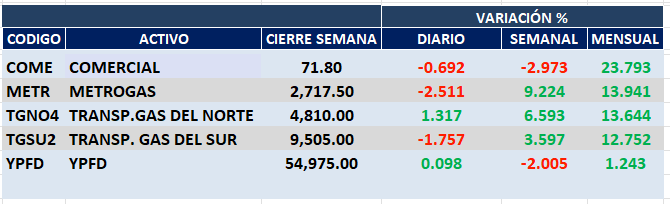 VARIACIÓN %
CODIGO ACTIVO CIERRE SEMANA DIARIO SEMANAL MENSUAL
COME COMERCIAL 71.80 -0.692 -2.973 23.793
METR METROGAS 2,717.50 -2.511 9.224 13.941
TGNO4 TRANSP.GAS DEL NORTE 4,810.00 1.317 6.593 13.644
TGSU2 TRANSP. GAS DEL SUR 9,505.00 -1.757 3.597 12.752
YPFD YPFD 54,975.00 0.098 -2.005 1.243